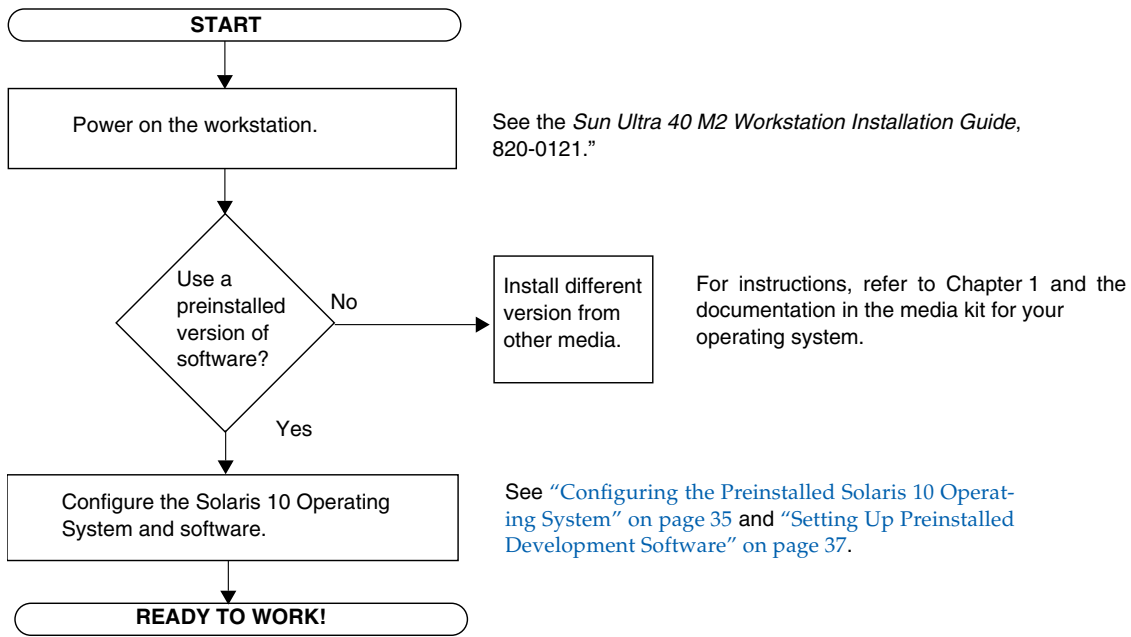 START
Power on the workstation.
See the Sun Ultra 40 M2 Workstation Installation Guide,
820-0121.”
Use a
preinstalled
version of
software?
No
Install different
version from
other media.
For instructions, refer to Chapter 1 and the
documentation in the media kit for your
operating system.
Yes
Configure the Solaris 10 Operating
System and software.
See “Configuring the Preinstalled Solaris 10 Operat-
ing System” on page 35 and “Setting Up Preinstalled
Development Software” on page 37.
READY TO WORK!